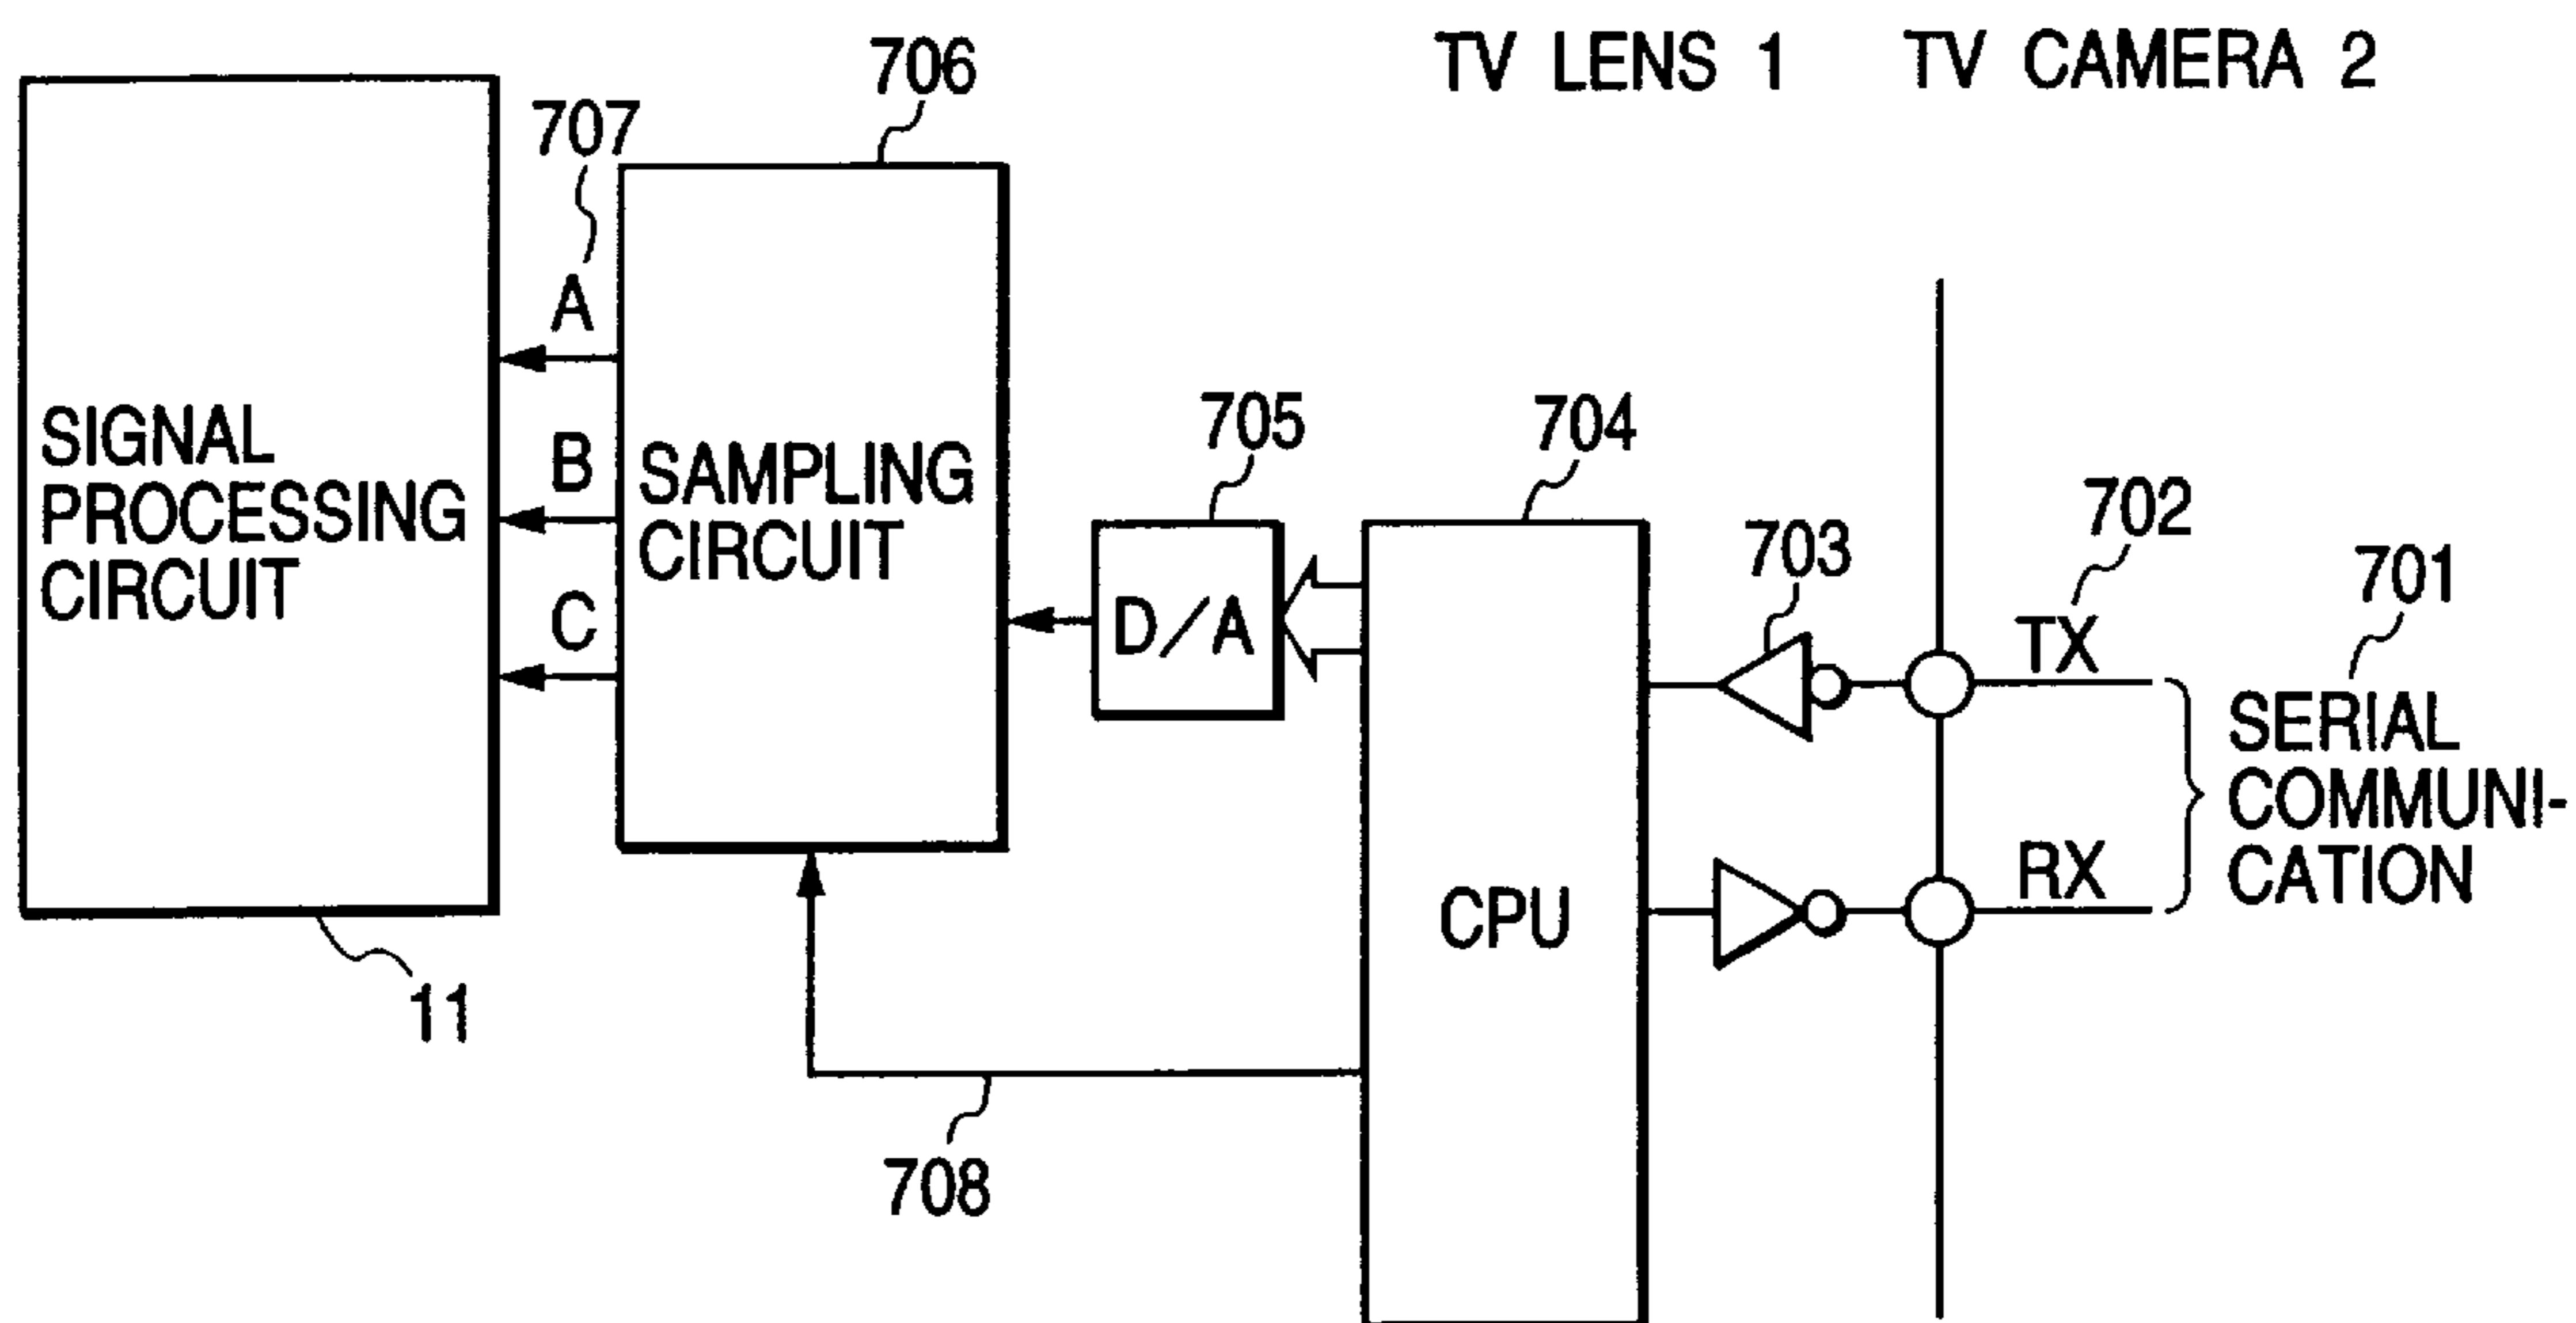 TV LENS 1
TV CAMERA 2
706
707
A
B
C
SIGNAL
PROCESSING
CIRCUIT
SAMPLING
CIRCUIT
705
D/A
704
CPU
703
702
TX
701
RX
SERIAL
COMMUNI-
CATION
11
708